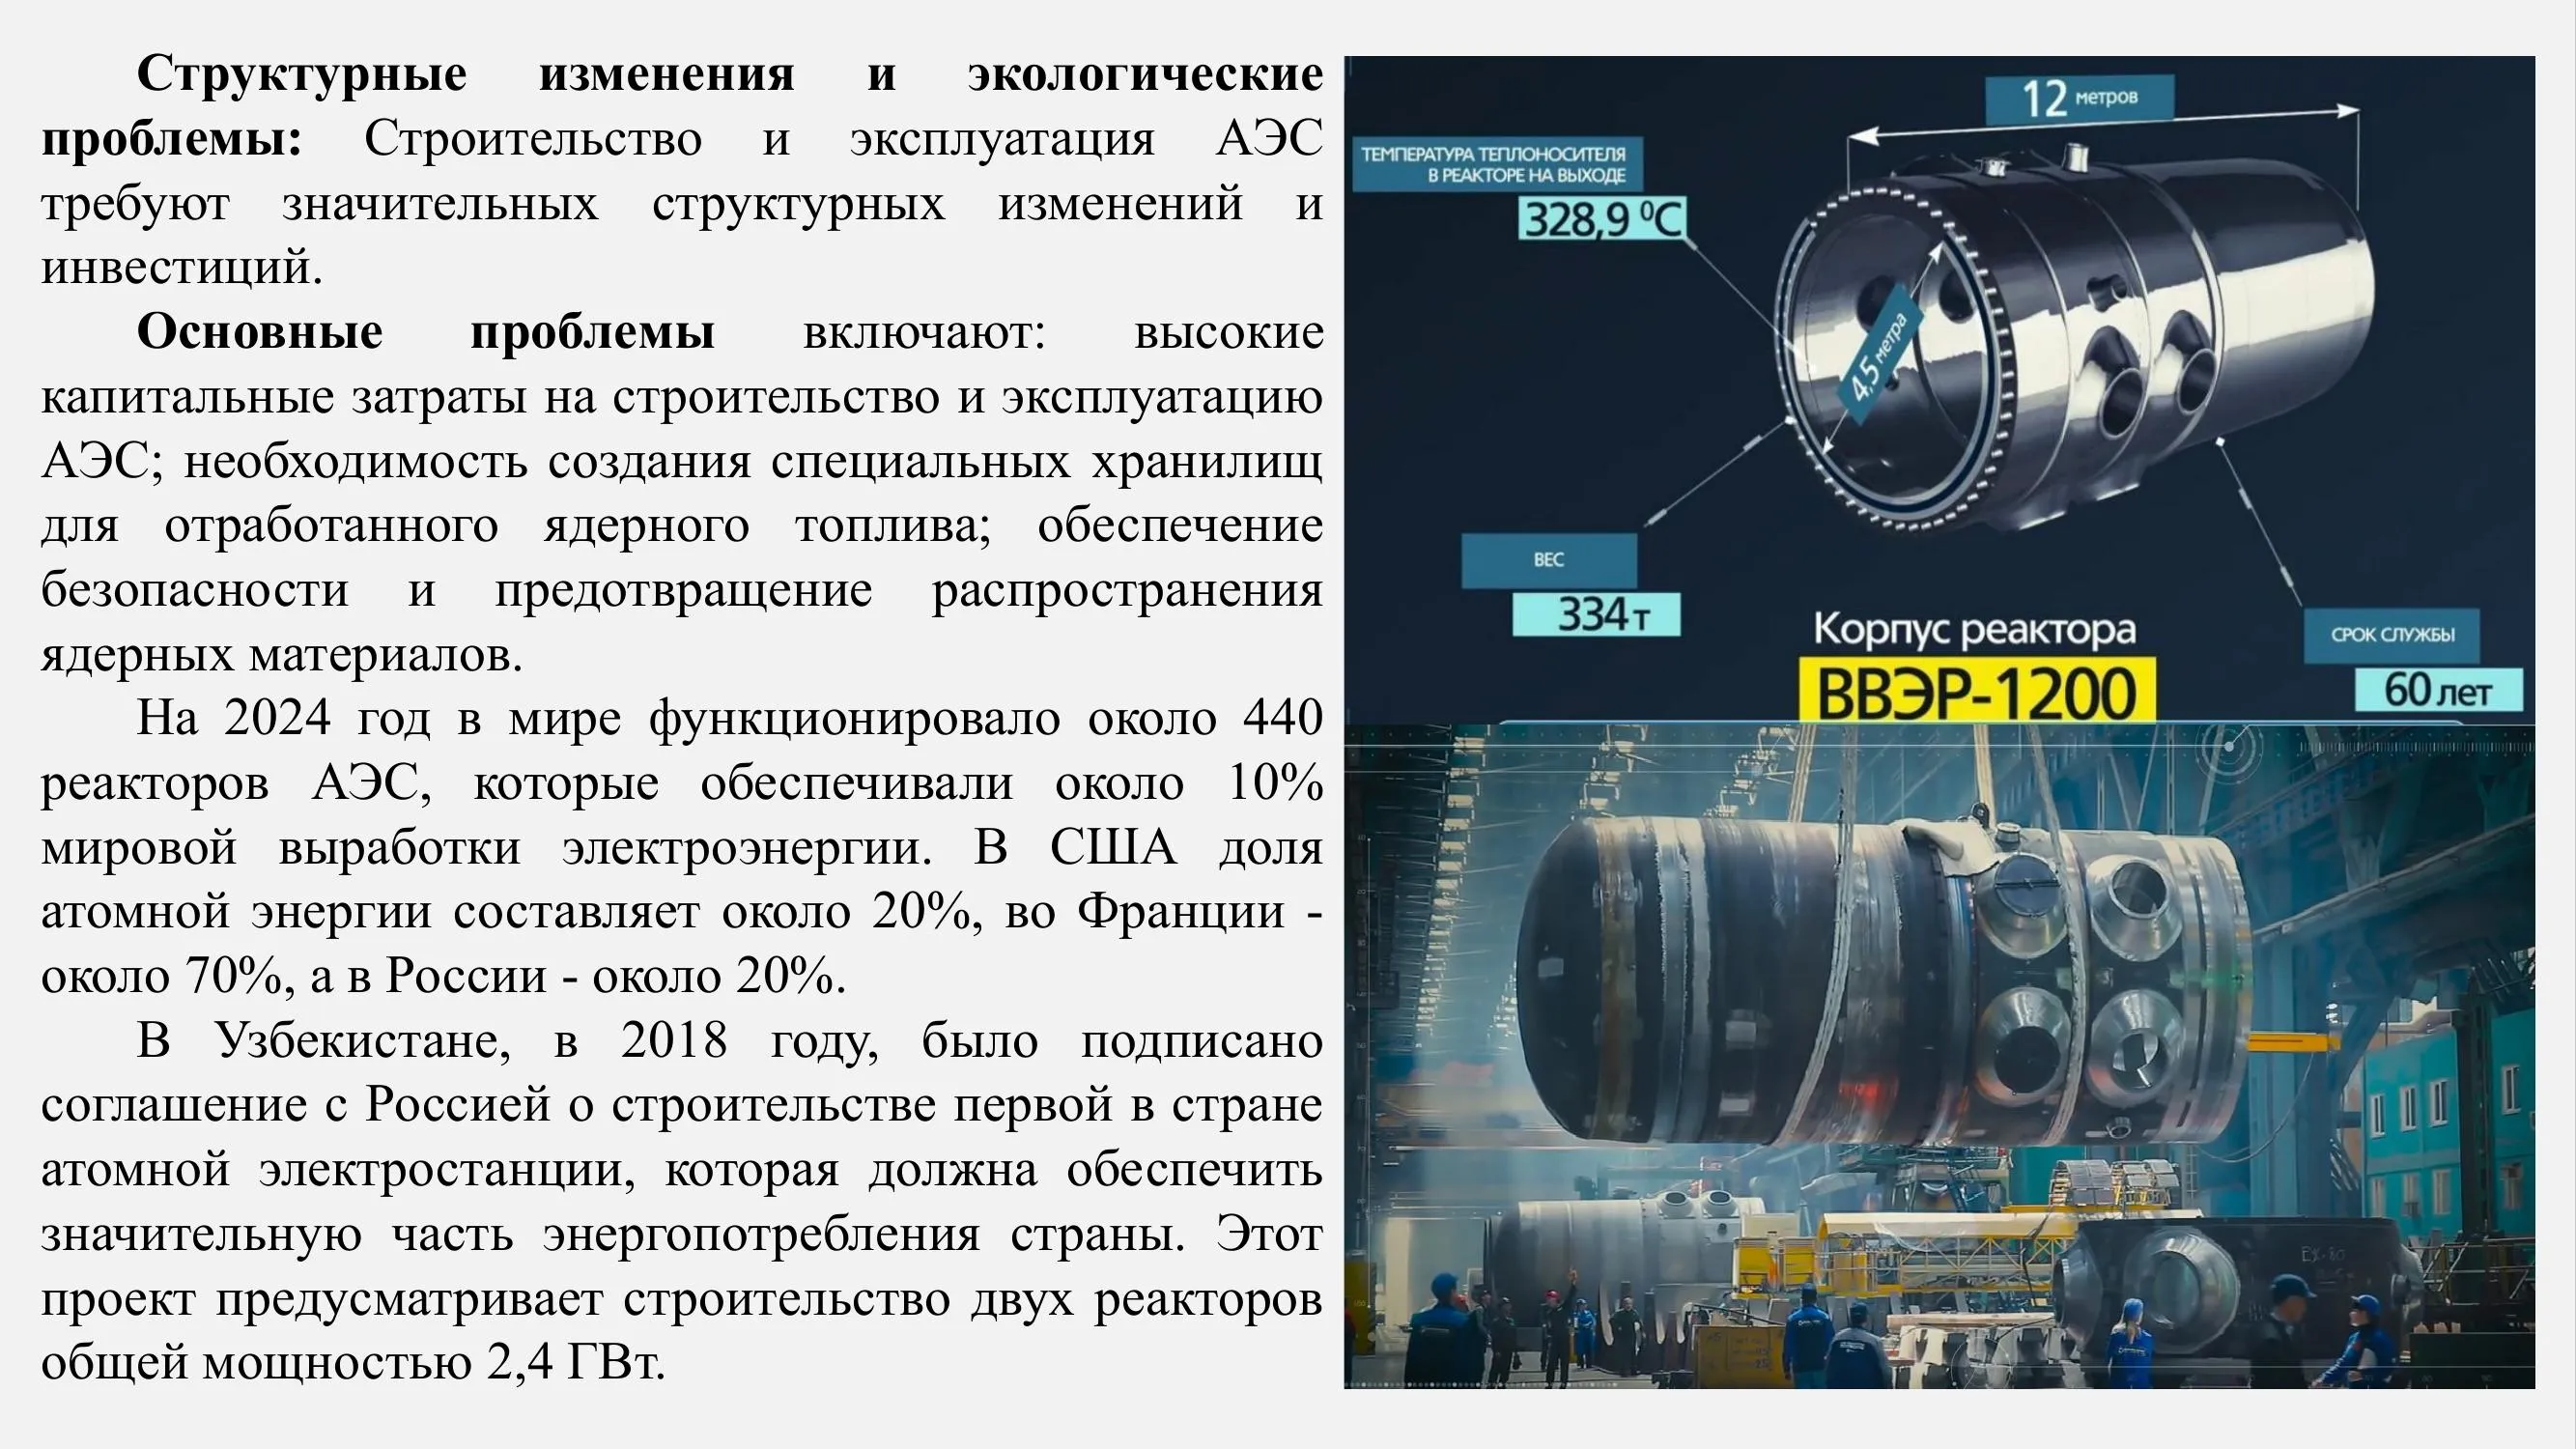 Структурные изменения и экологические
проблемы: Строительство и эксплуатация АЭС
требуют значительных структурных изменений и
инвестиций.
Основные проблемы включают: высокие
капитальные затраты на строительство и эксплуатацию
АЭС; необходимость создания специальных хранилищ
для отработанного ядерного топлива; обеспечение
безопасности и предотвращение распространения
ядерных материалов.
На 2024 год в мире функционировало около 440
реакторов АЭС, которые обеспечивали около 10%
мировой выработки электроэнергии. В США доля
атомной энергии составляет около 20%, во Франции -
около 70%, а в России - около 20%.
В Узбекистане, в 2018 году, было подписано
соглашение с Россией о строительстве первой в стране
атомной электростанции, которая должна обеспечить
значительную часть энергопотребления страны. Этот
проект предусматривает строительство двух реакторов
общей мощностью 2,4 ГВт.
12 метров
ТЕМПЕРАТУРА ТЕПЛОНОСИТЕЛЯ
В РЕАКТОРЕ НА ВЫХОДЕ
328,9 ⁰C
4,5 метра
ВЕС
334 т
Корпус реактора
ВВЭР-1200
СРОК СЛУЖБЫ
60 лет